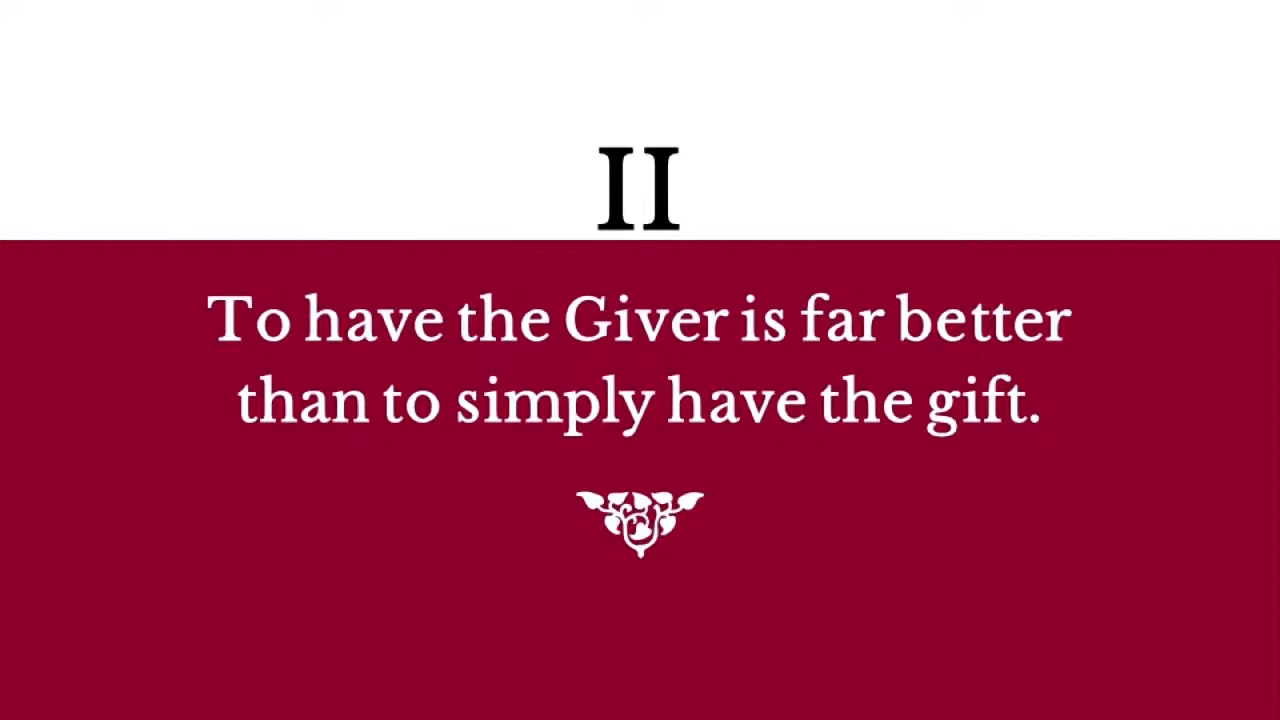 II
To have the Giver is far better
than to simply have the gift.